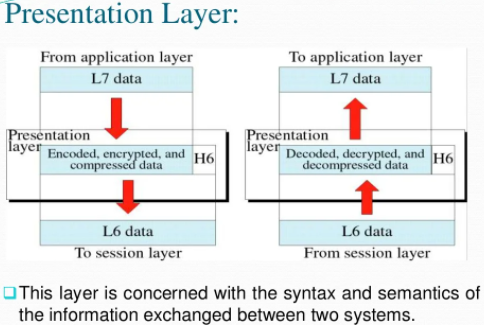 Presentation Layer:
From application layer
L7 data
Presentation
layer
Encoded, encrypted, and
compressed data
H6
L6 data
To session layer
To application layer
L7 data
Presentation
layer
Decoded, decrypted, and
decompressed data
H6
L6 data
From session layer
This layer is concerned with the syntax and semantics of
the information exchanged between two systems.